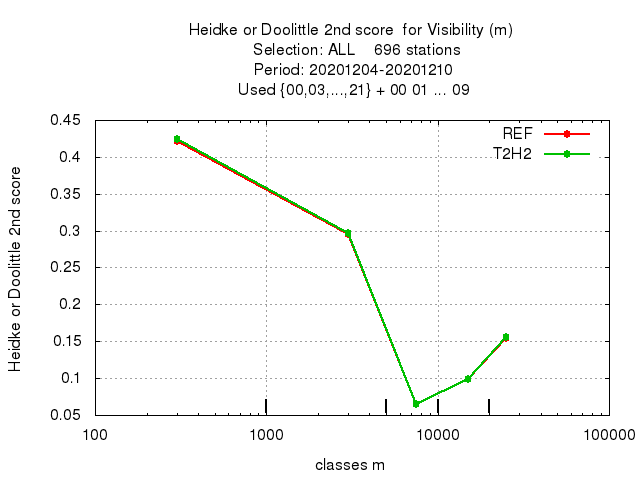 Heidke or Doolittle 2nd score  for Visibility (m)
Selection: ALL    696 stations
Period: 20201204-20201210
Used {00,03,...,21} + 00 01 ... 09
REF
T2H2
Heidke or Doolittle 2nd score
0.45
0.4
0.35
0.3
0.25
0.2
0.15
0.1
0.05
100 1000 10000 100000
classes m